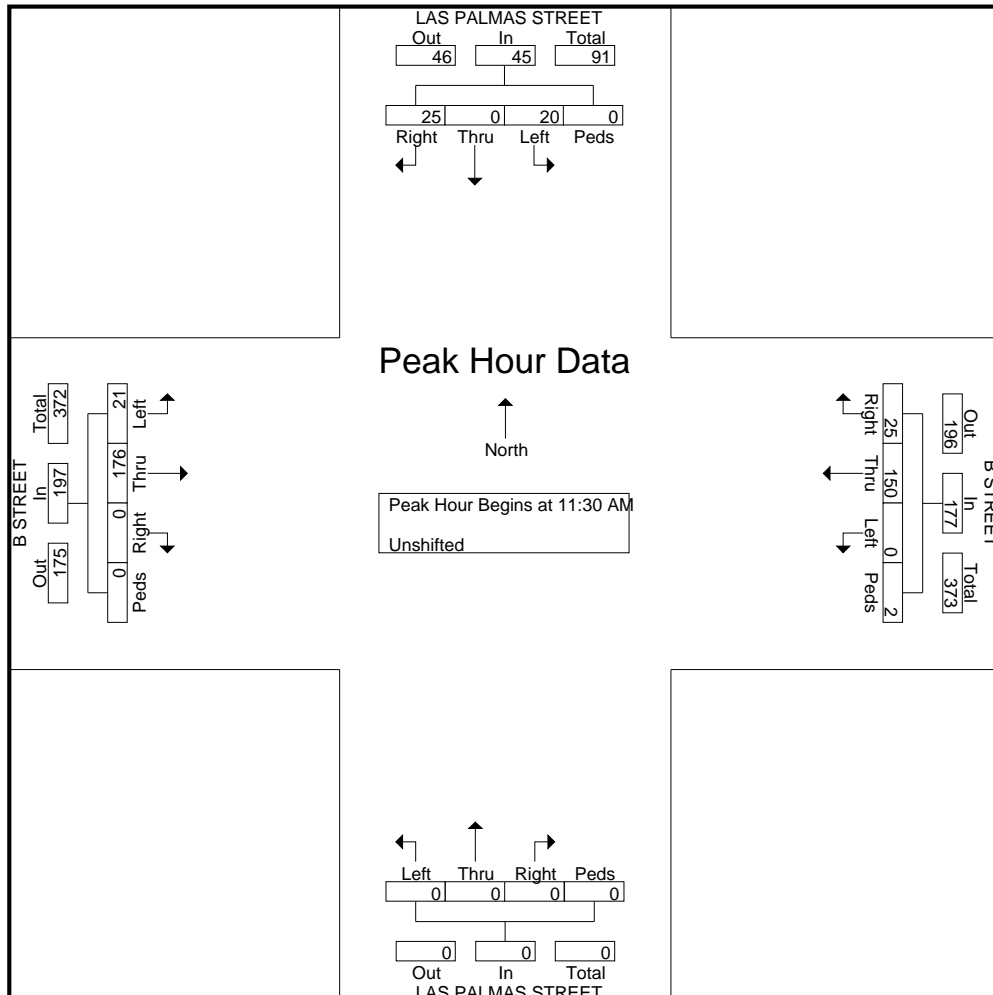 LAS PALMAS STREET
Out In Total
46 45 91
25 0 20 0
Right Thru Left Peds
Peak Hour Data
North
Peak Hour Begins at 11:30 AM
Unshifted
B STREET
Total In Out
372 197 175
21 176 0 0
Left Thru Right Peds
Right Thru Left Peds
25 150 0 2
Out In Total
196 177 373
B STREET
Left Thru Right Peds
0 0 0 0
0 0 0
Out In Total
LAS PALMAS STREET